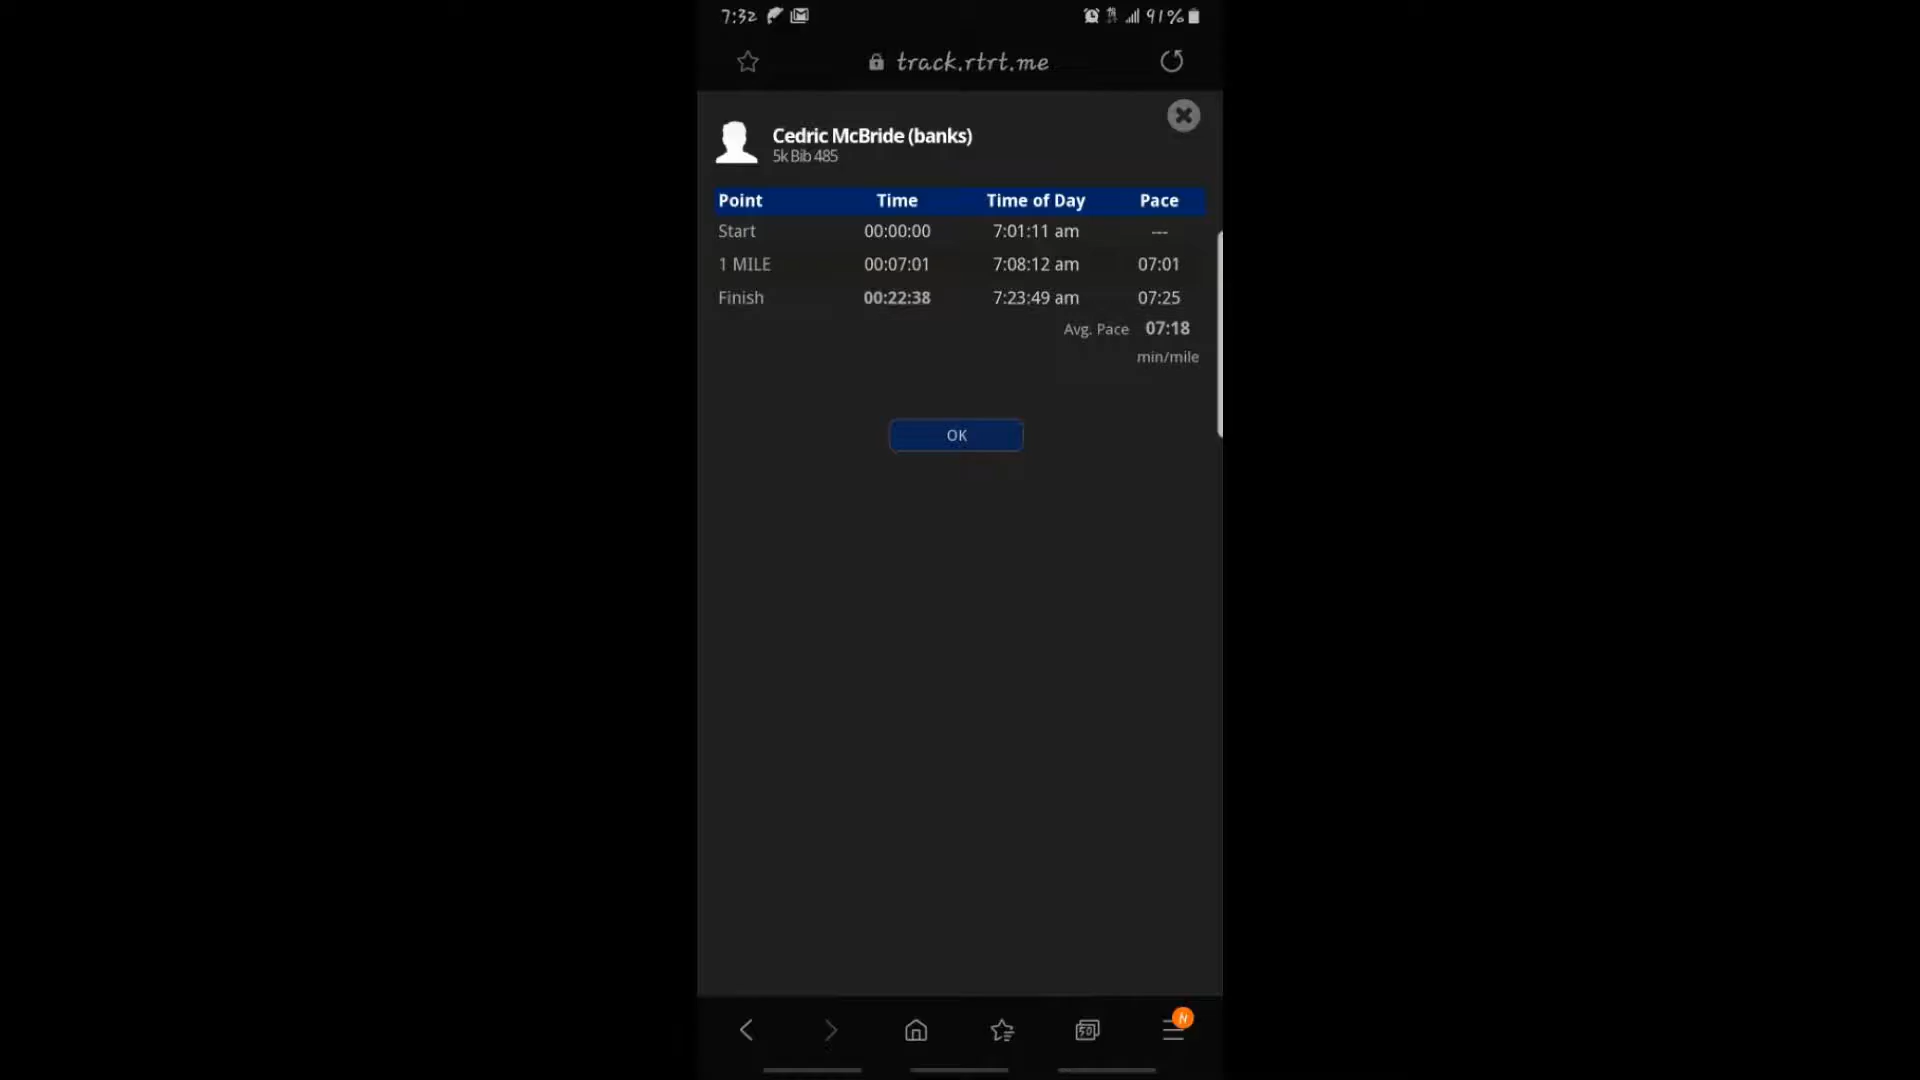 7:32 91%
track.rtrt.me
Cedric McBride (banks)
5k Bib 485
Point Time Time of Day Pace
Start 00:00:00 7:01:11 am ---
1 MILE 00:07:01 7:08:12 am 07:01
Finish 00:22:38 7:23:49 am 07:25
Avg. Pace 07:18
min/mile
OK
50 N